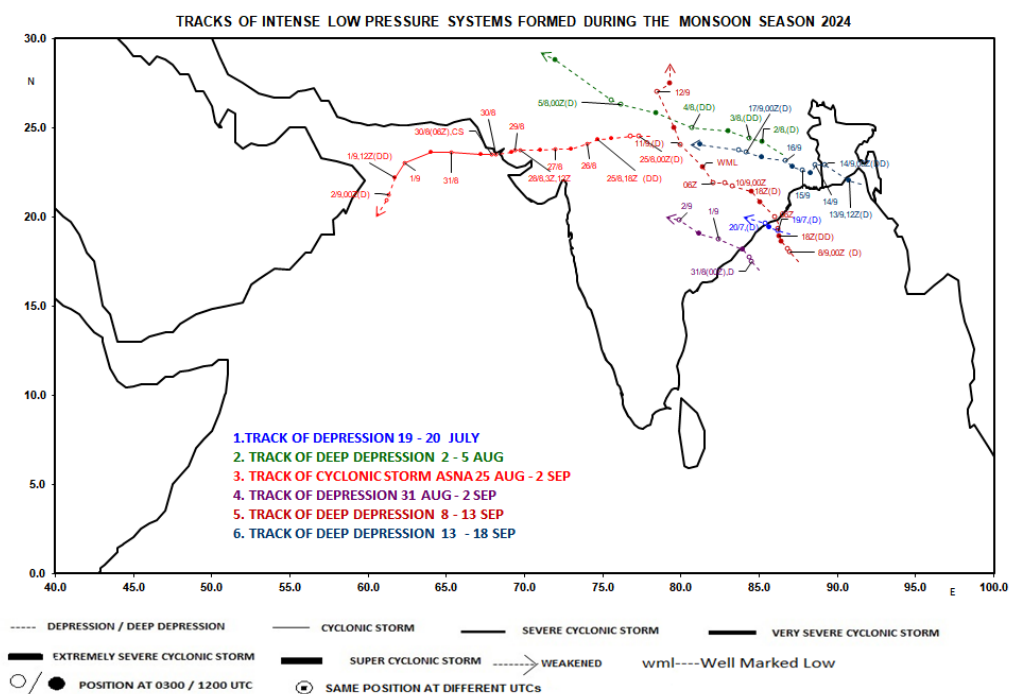 TRACKS OF INTENSE LOW PRESSURE SYSTEMS FORMED DURING THE MONSOON SEASON 2024
30.0
N
25.0
20.0
15.0
10.0
5.0
0.0
40.0 45.0 50.0 55.0 60.0 65.0 70.0 75.0 80.0 85.0 90.0 95.0 100.0
E
12/9
5/8,00Z(D)
4/8,(DD)
17/9,00Z(D)
3/8,(DD)
2/8,(D)
30/8
30/8(06Z),CS
29/8
11/9,(D)
25/8,00Z(D)
16/9
1/9,12Z(DD)
28/8,3Z,12Z
27/8
26/8
25/8,18Z (DD)
WML
31/8
1/9
2/9,00Z(D)
06Z
10/9,00Z
18Z(D)
15/9
14/9
13/9,12Z(D)
2/9
1/9
20/7,(D)
19/7,(D)
18Z(DD)
8/9,00Z (D)
31/8(00Z),D
1.TRACK OF DEPRESSION 19 - 20 JULY
2. TRACK OF DEEP DEPRESSION 2 - 5 AUG
3. TRACK OF CYCLONIC STORM ASNA 25 AUG - 2 SEP
4. TRACK OF DEPRESSION 31 AUG - 2 SEP
5. TRACK OF DEEP DEPRESSION 8 - 13 SEP
6. TRACK OF DEEP DEPRESSION 13 - 18 SEP
DEPRESSION / DEEP DEPRESSION CYCLONIC STORM SEVERE CYCLONIC STORM VERY SEVERE CYCLONIC STORM
EXTREMELY SEVERE CYCLONIC STORM SUPER CYCLONIC STORM WEAKENED wml----Well Marked Low
POSITION AT 0300 / 1200 UTC SAME POSITION AT DIFFERENT UTCs